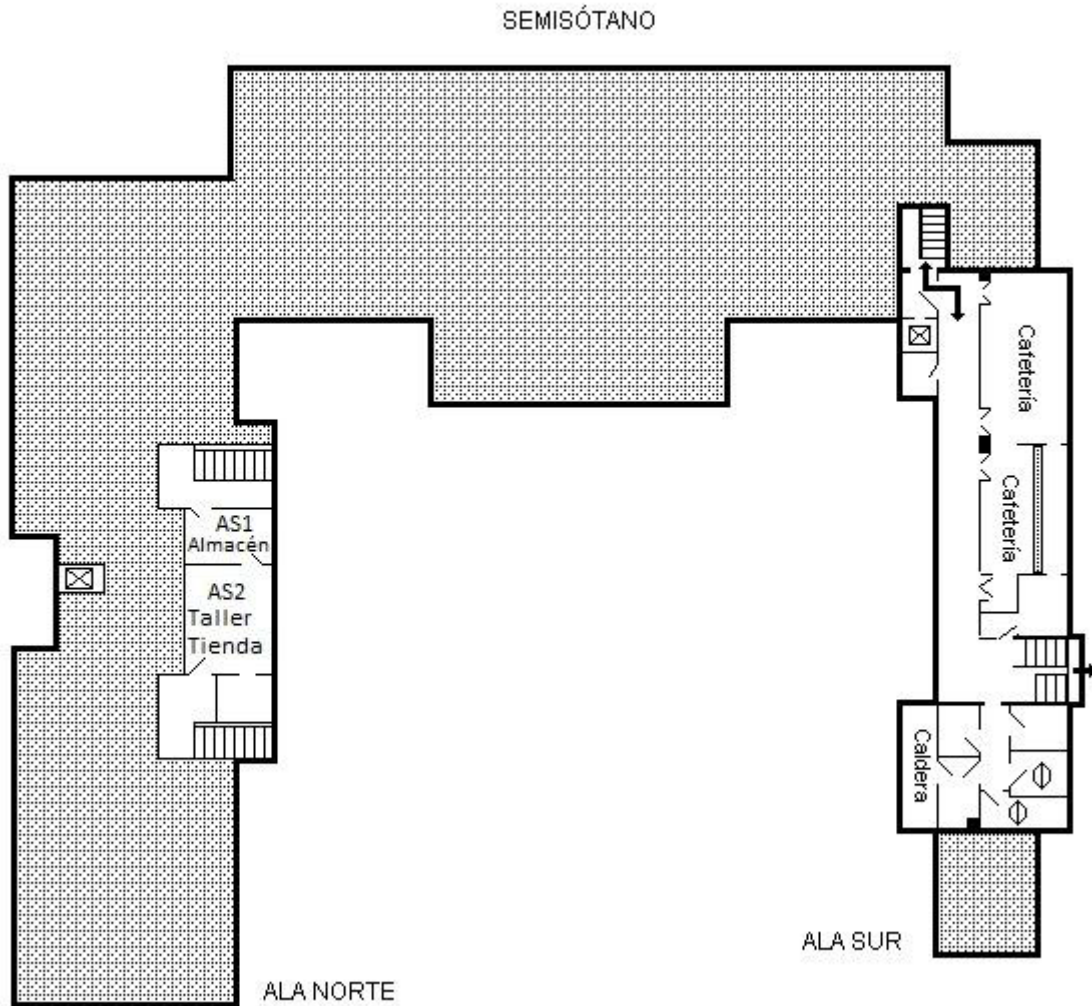 SEMISÓTANO
Cafetería
Cafetería
AS1
Almacén
AS2
Taller
Tienda
Caldera
ALA SUR
ALA NORTE